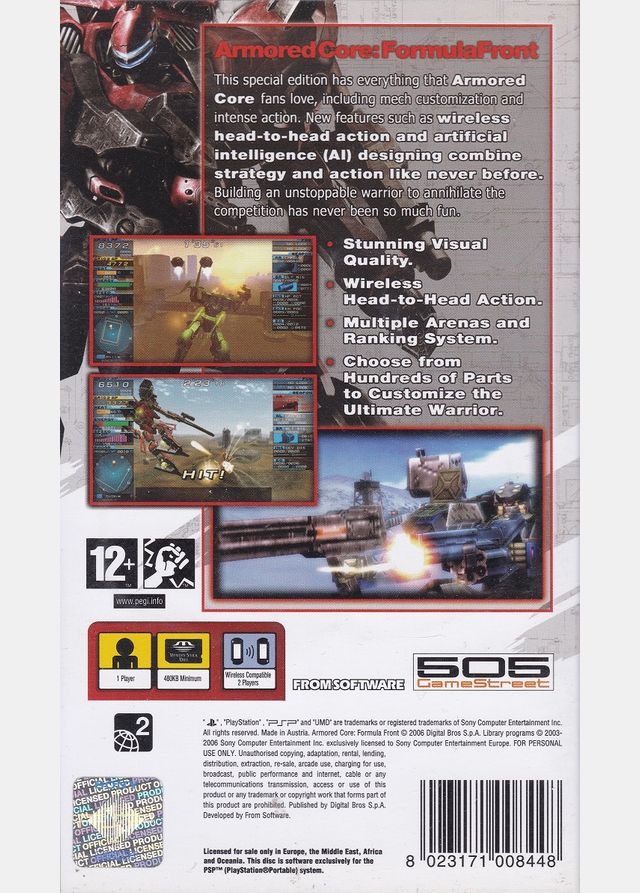 Armored Core: Formula Front
This special edition has everything that Armored
Core fans love, including mech customization and
intense action. New features such as wireless
head-to-head action and artificial
intelligence (AI) designing combine
strategy and action like never before.
Building an unstoppable warrior to annihilate the
competition has never been so much fun.
• Stunning Visual
Quality.
• Wireless
Head-to-Head Action.
• Multiple Arenas and
Ranking System.
• Choose from
Hundreds of Parts
to Customize the
Ultimate Warrior.
8372
6510
HIT!
12+
www.pegi.info
1 Player
480KB Minimum
Wireless Compatible
2 Players
FROMSOFTWARE
505
GameStreet
2
" ", "PlayStation", "PSP" and "UMD" are trademarks or registered trademarks of Sony Computer Entertainment Inc.
All rights reserved. Made in Austria. Armored Core: Formula Front © 2006 Digital Bros S.p.A. Library programs © 2003-
2006 Sony Computer Entertainment Inc. exclusively licensed to Sony Computer Entertainment Europe. FOR PERSONAL
USE ONLY. Unauthorised copying, adaptation, rental, lending,
distribution, extraction, re-sale, arcade use, charging for use,
broadcast, public performance and internet, cable or any
telecommunications transmission, access or use of this
product or any trademark or copyright work that forms part of
this product are prohibited. Published by Digital Bros S.p.A.
Developed by From Software.
Licensed for sale only in Europe, the Middle East, Africa
and Oceania. This disc is software exclusively for the
PSP™ (PlayStation®Portable) system.
8 023171 008448